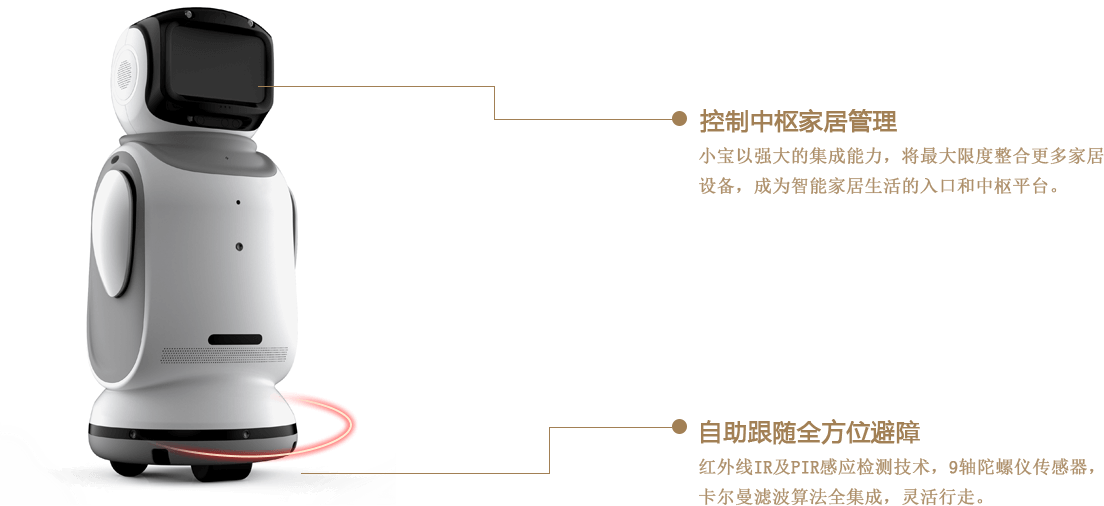 控制中枢家居管理
小宝以强大的集成能力，将最大限度整合更多家居
设备，成为智能家居生活的入口和中枢平台。
自助跟随全方位避障
红外线IR及PIR感应检测技术，9轴陀螺仪传感器，
卡尔曼滤波算法全集成，灵活行走。